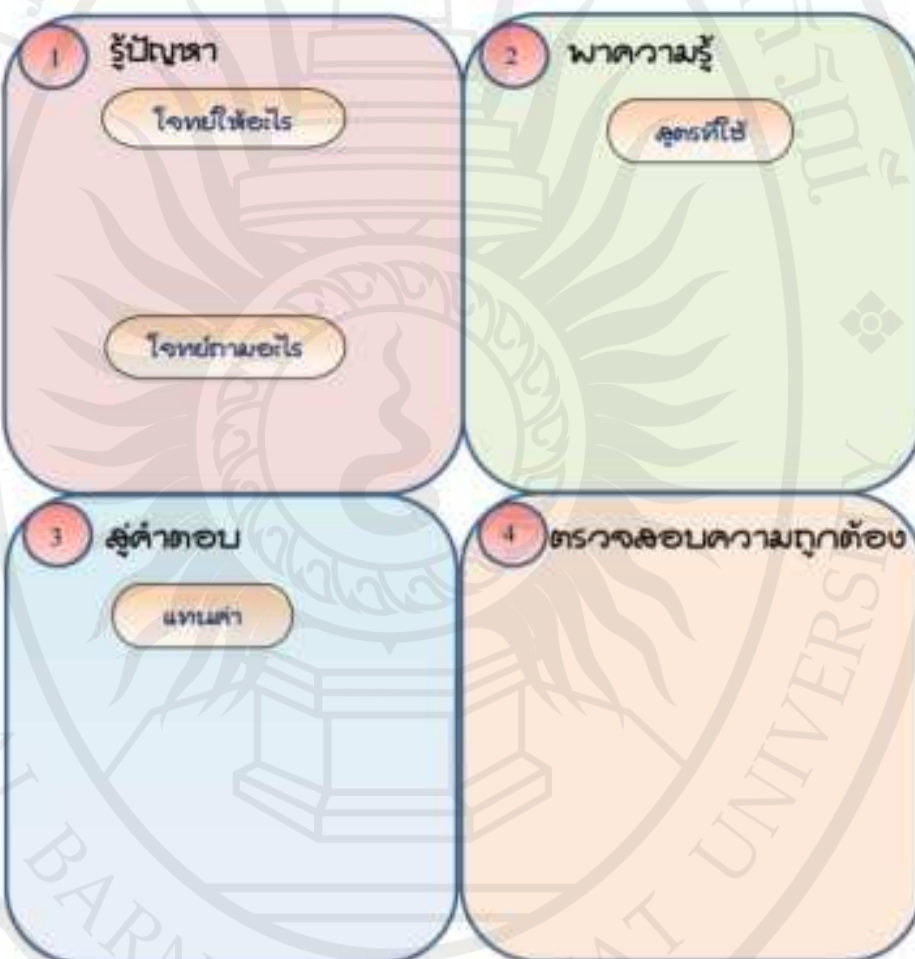 1 รู้ปัญหา
โจทย์ให้อะไร
โจทย์ถามอะไร
2 พาความรู้
สูตรที่ใช้
3 สู่คำตอบ
แทนค่า
4 ตรวจสอบความถูกต้อง
UNIVERSITY